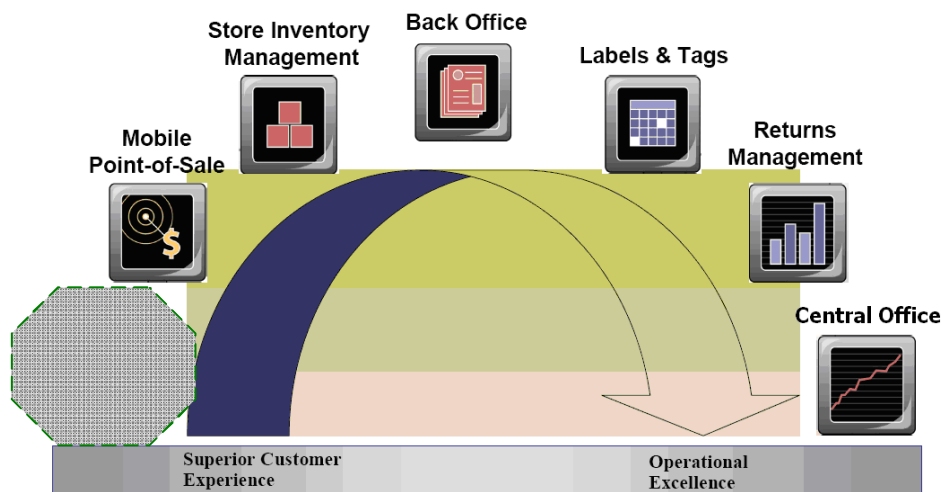 Back Office
Store Inventory
Management
Labels & Tags
Mobile
Point-of-Sale
Returns
Management
$
Central Office
Superior Customer
Experience
Operational
Excellence